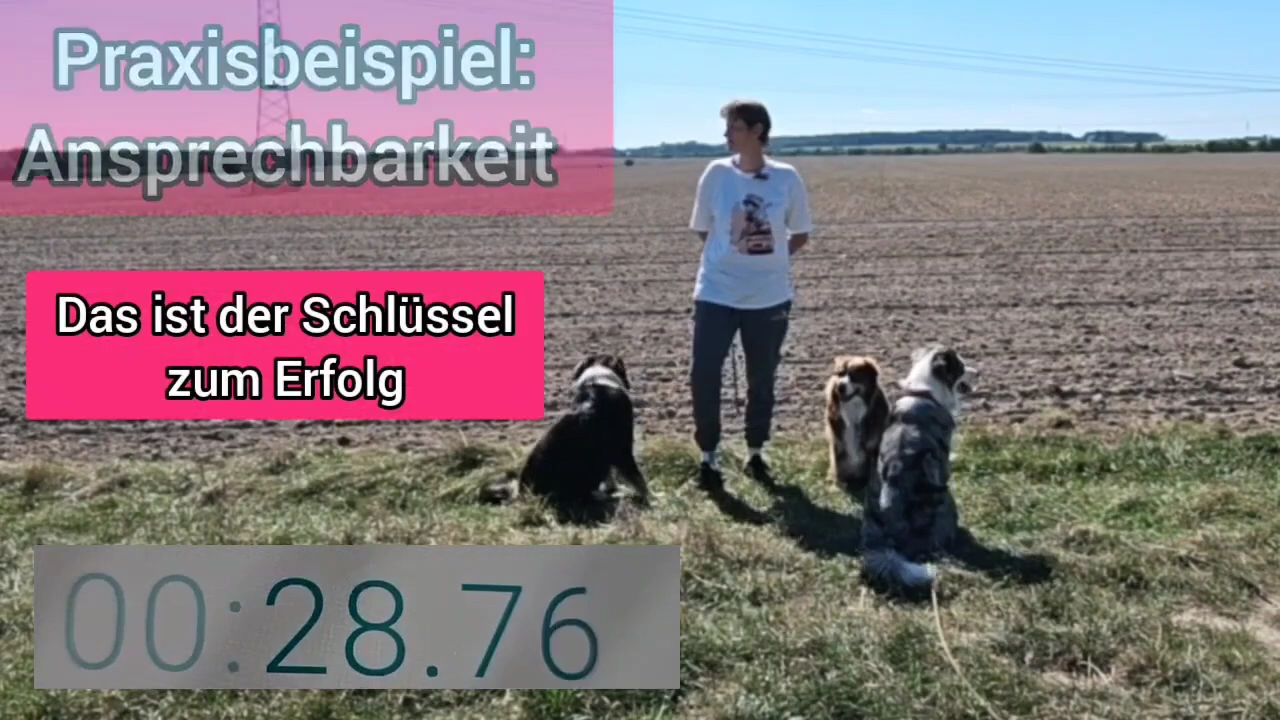 Praxisbeispiel:
Ansprechbarkeit
Das ist der Schlüssel
zum Erfolg
00:28.76